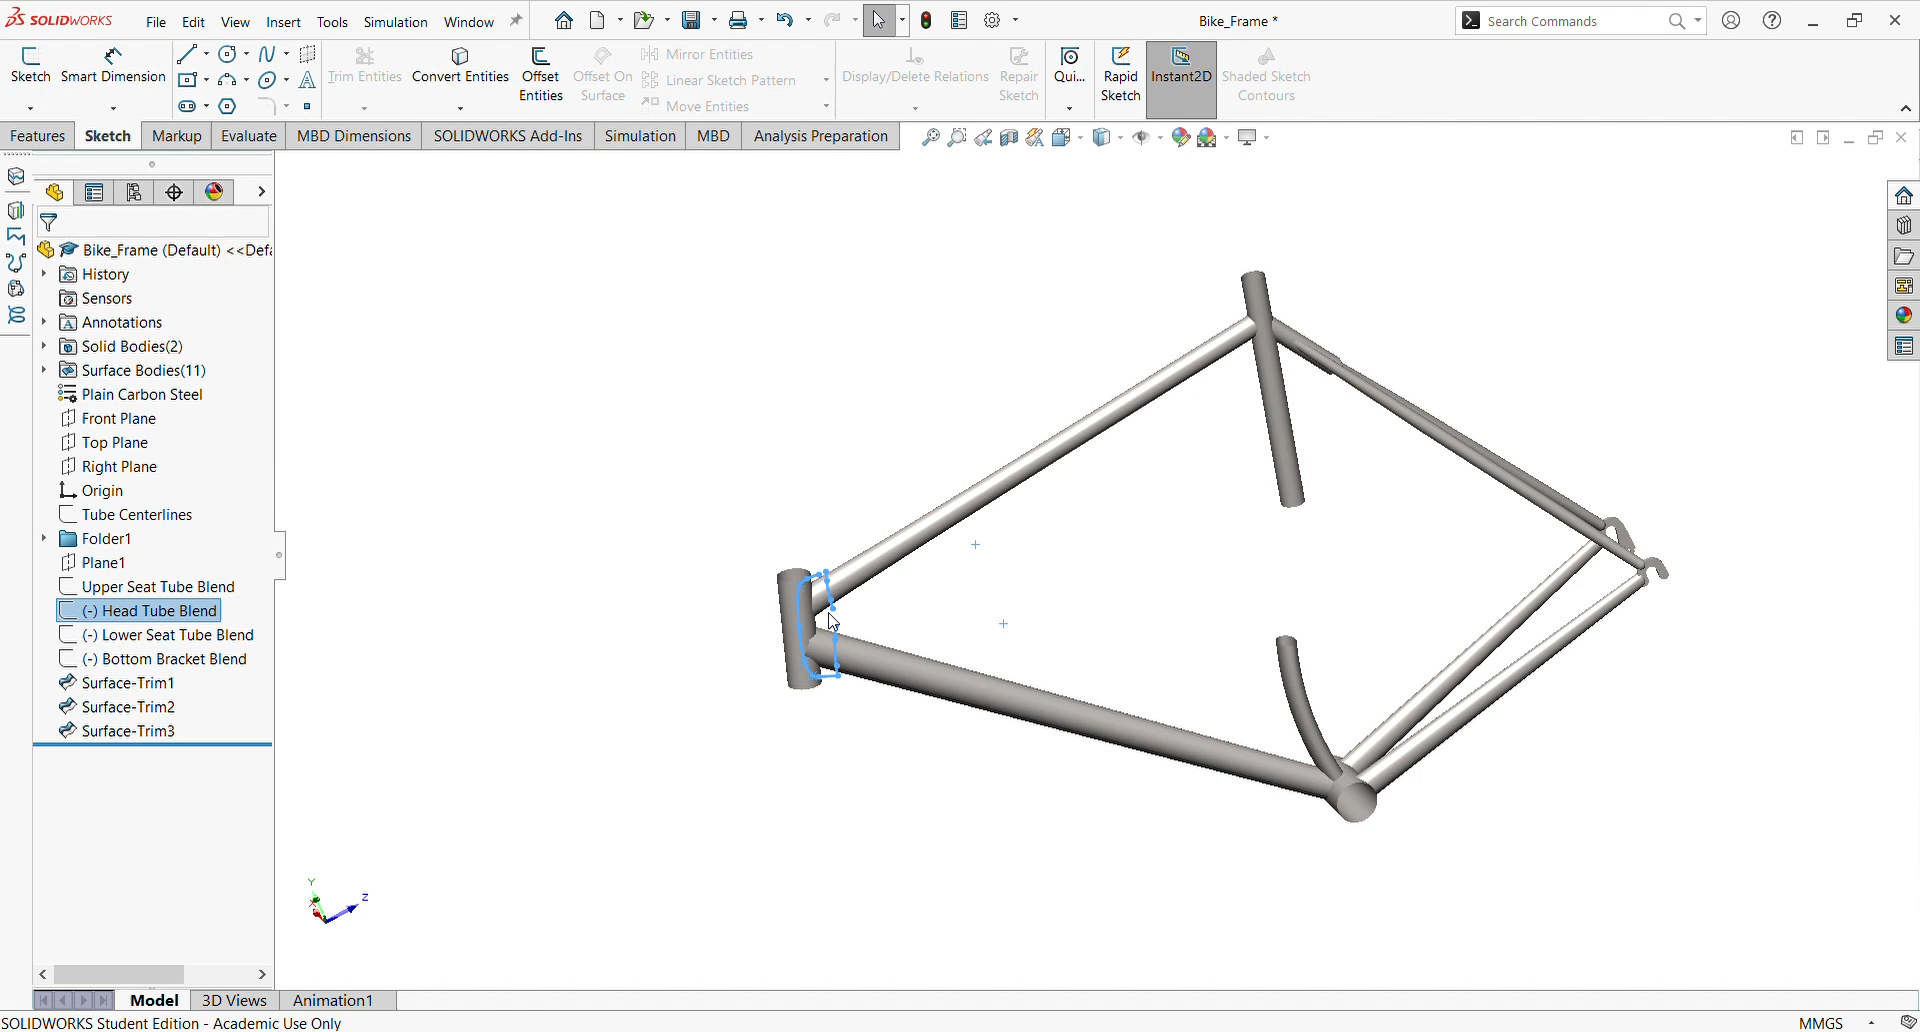 SOLIDWORKS File Edit View Insert Tools Simulation Window
Bike_Frame *
Search Commands
Sketch Smart Dimension
Trim Entities Convert Entities Offset Entities Offset On Surface
Mirror Entities
Linear Sketch Pattern
Move Entities
Display/Delete Relations Repair Sketch Qui... Rapid Sketch Instant2D Shaded Sketch Contours
Features Sketch Markup Evaluate MBD Dimensions SOLIDWORKS Add-Ins Simulation MBD Analysis Preparation
Bike_Frame (Default) <<Defa
History
Sensors
Annotations
Solid Bodies(2)
Surface Bodies(11)
Plain Carbon Steel
Front Plane
Top Plane
Right Plane
Origin
Tube Centerlines
Folder1
Plane1
Upper Seat Tube Blend
(-) Head Tube Blend
(-) Lower Seat Tube Blend
(-) Bottom Bracket Blend
Surface-Trim1
Surface-Trim2
Surface-Trim3
Y
X
Z
Model 3D Views Animation1
SOLIDWORKS Student Edition - Academic Use Only
MMGS